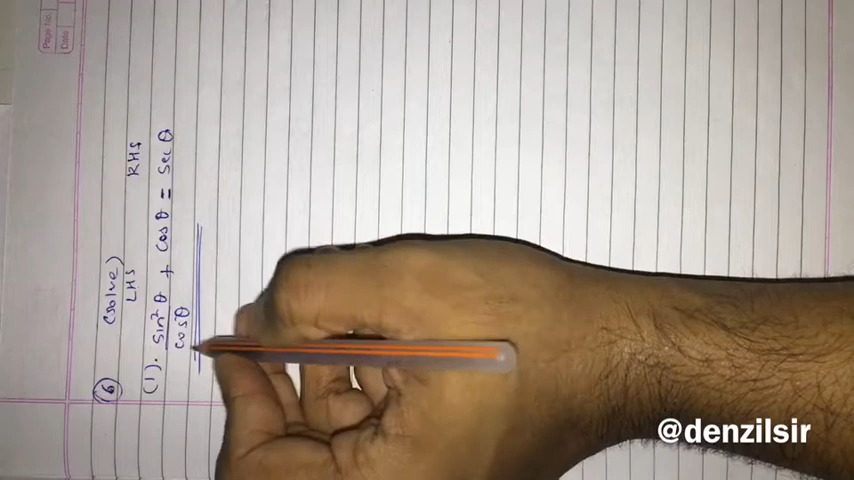 Page No.
Date
(6) (solve)
LHS RHS
(1). sin²θ + cosθ = secθ
cosθ
@denzilsir